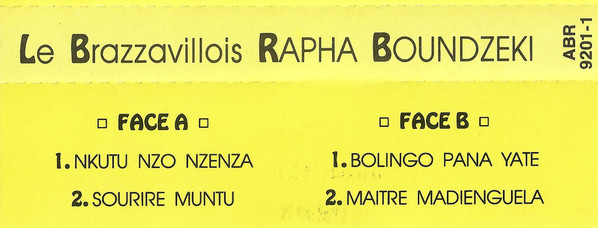 Le Brazzavillois RAPHA BOUNDZEKI
ABR
9201-1
FACE A
1. NKUTU NZO NZENZA
2. SOURIRE MUNTU
FACE B
1. BOLINGO PANA YATE
2. MAITRE MADIENGUELA